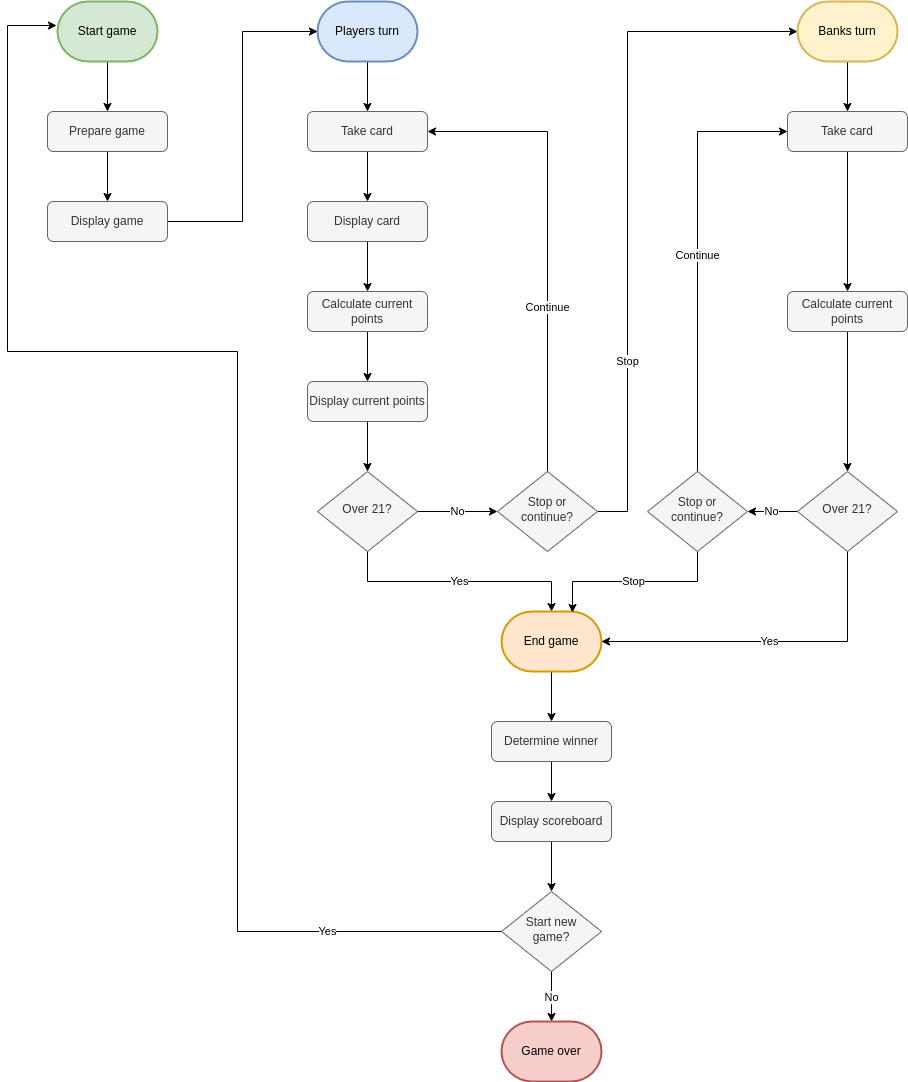 Start game
Players turn
Banks turn
Prepare game
Take card
Take card
Display game
Display card
Continue
Calculate current
points
Continue
Calculate current
points
Stop
Display current points
Over 21?
No
Stop or
continue?
Stop or
continue?
No
Over 21?
Yes
Stop
End game
Yes
Determine winner
Display scoreboard
Start new
game?
Yes
No
Game over